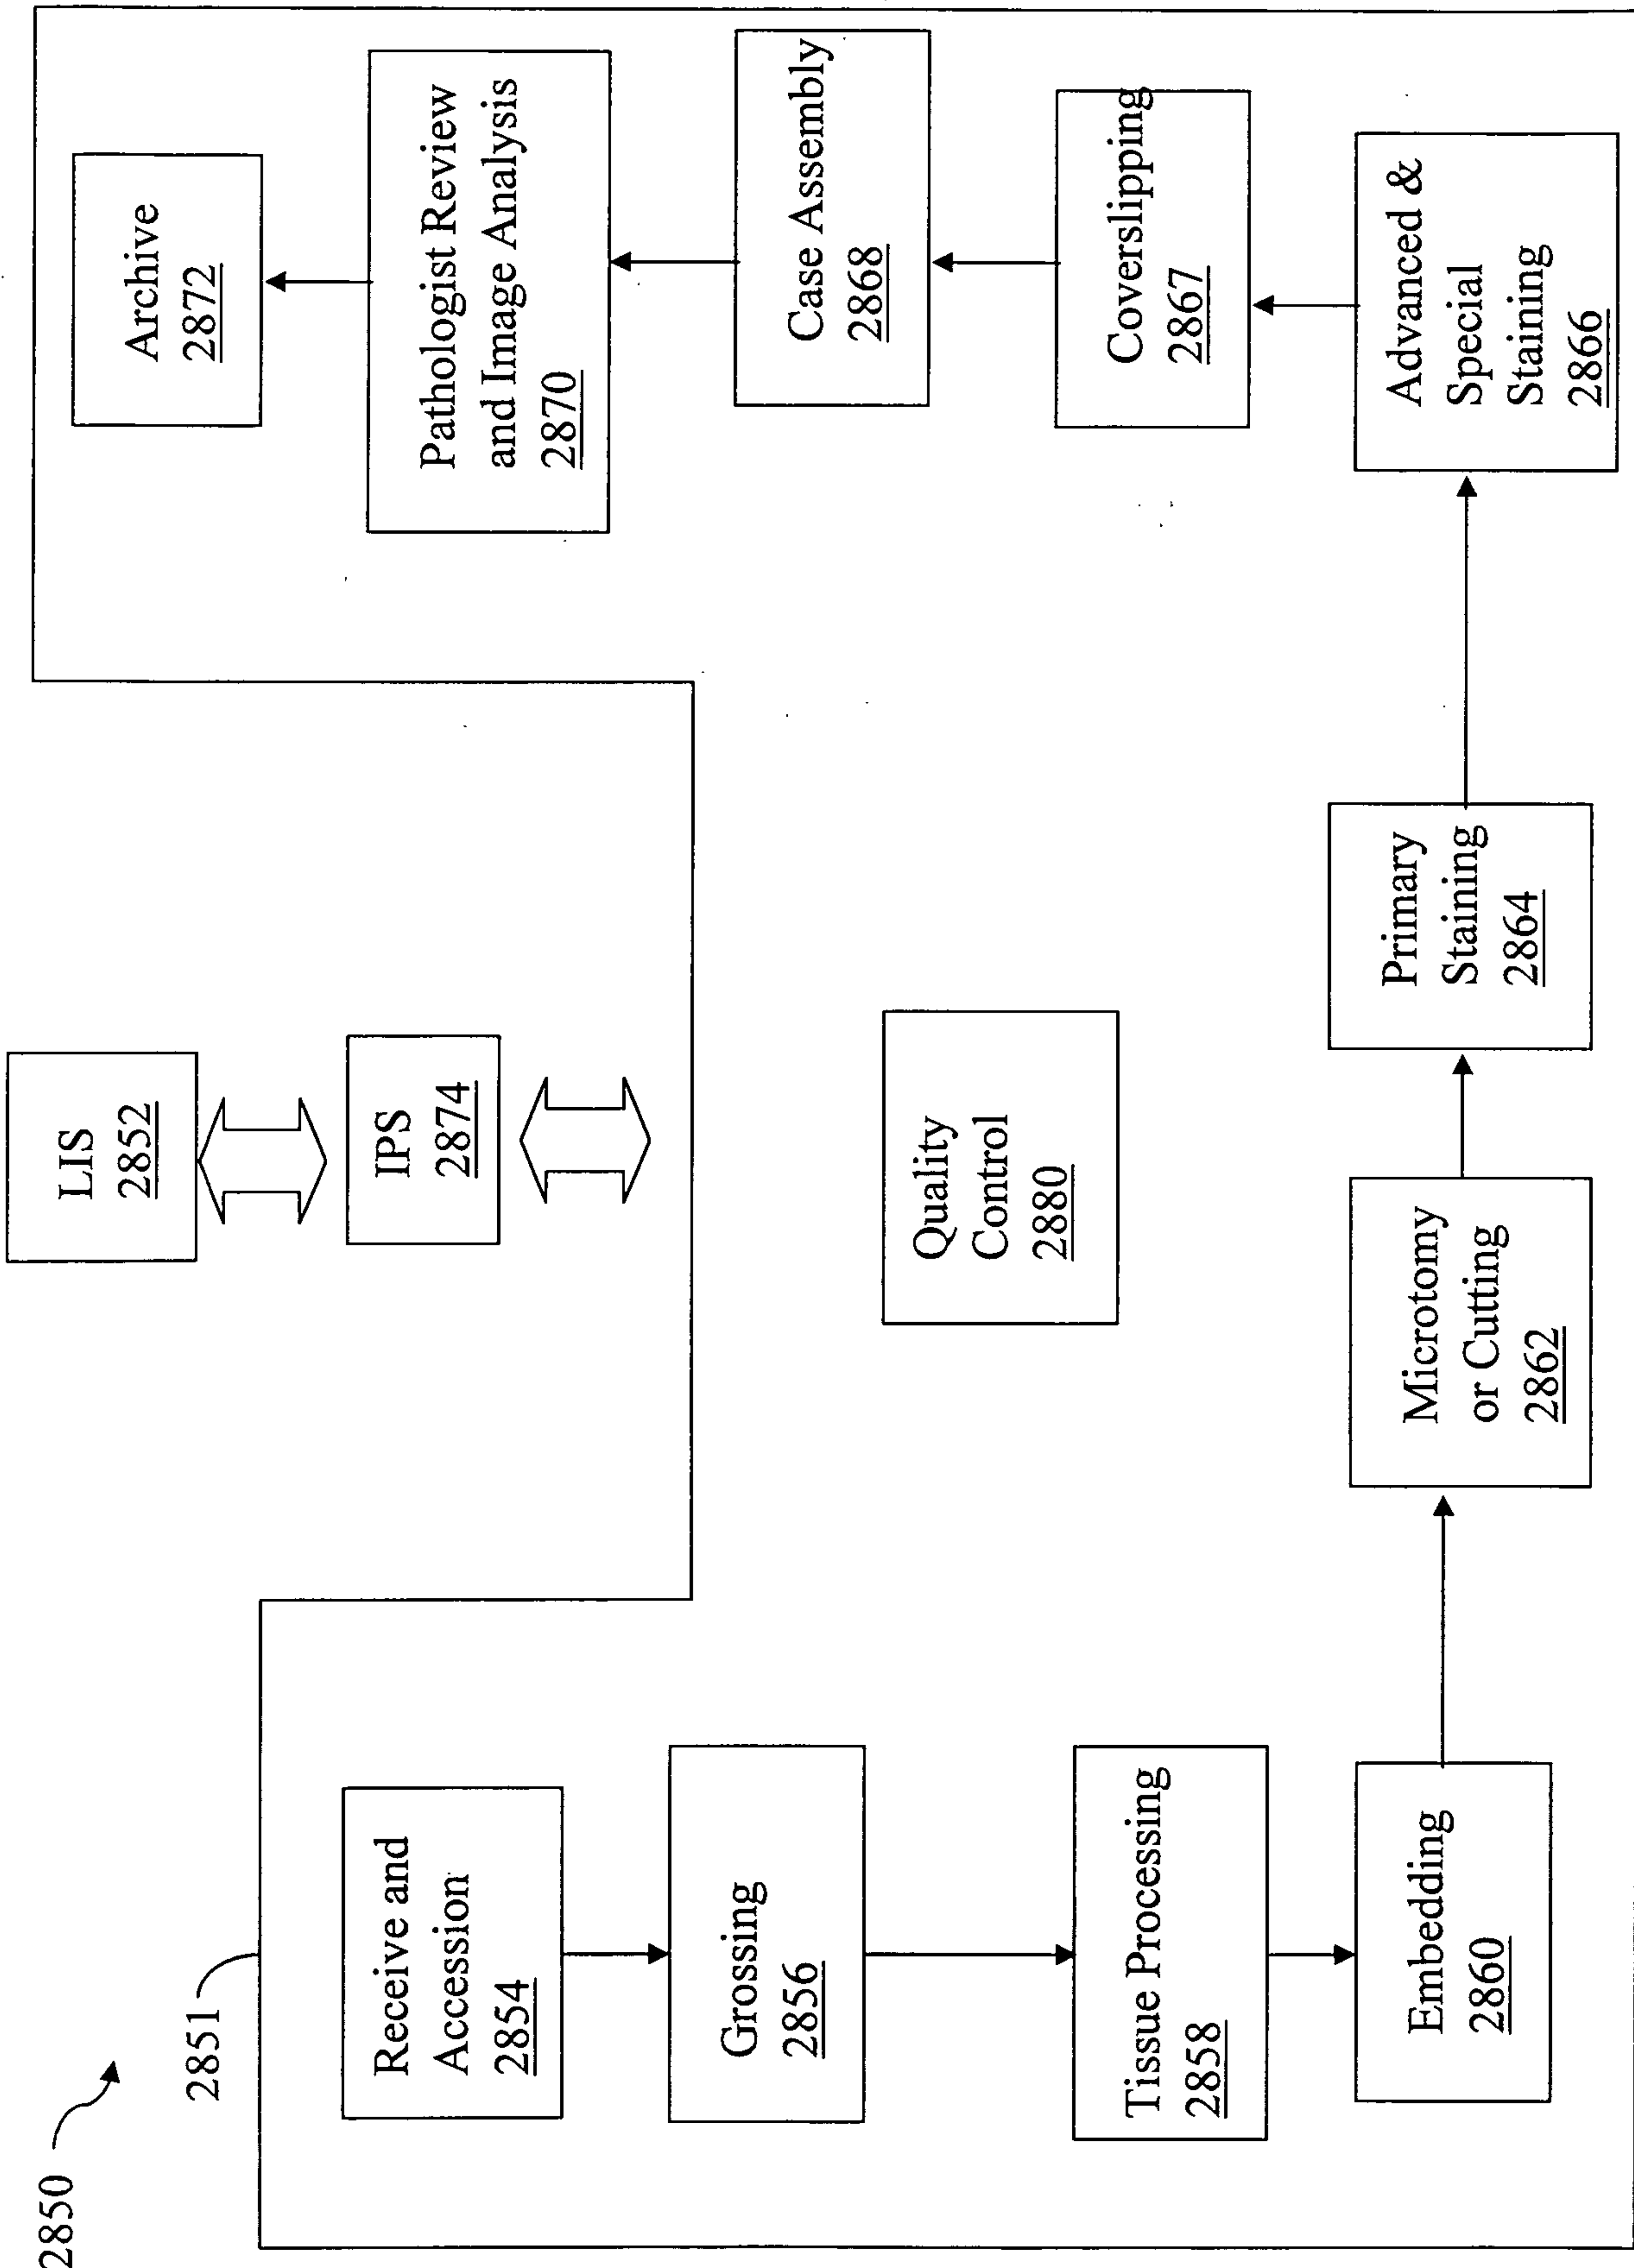 2850
2851
LIS
2852
IPS
2874
Receive and
Accession
2854
Grossing
2856
Tissue Processing
2858
Embedding
2860
Microtomy
or Cutting
2862
Primary
Staining
2864
Advanced &
Special
Staining
2866
Coverslipping
2867
Case Assembly
2868
Pathologist Review
and Image Analysis
2870
Archive
2872
Quality
Control
2880